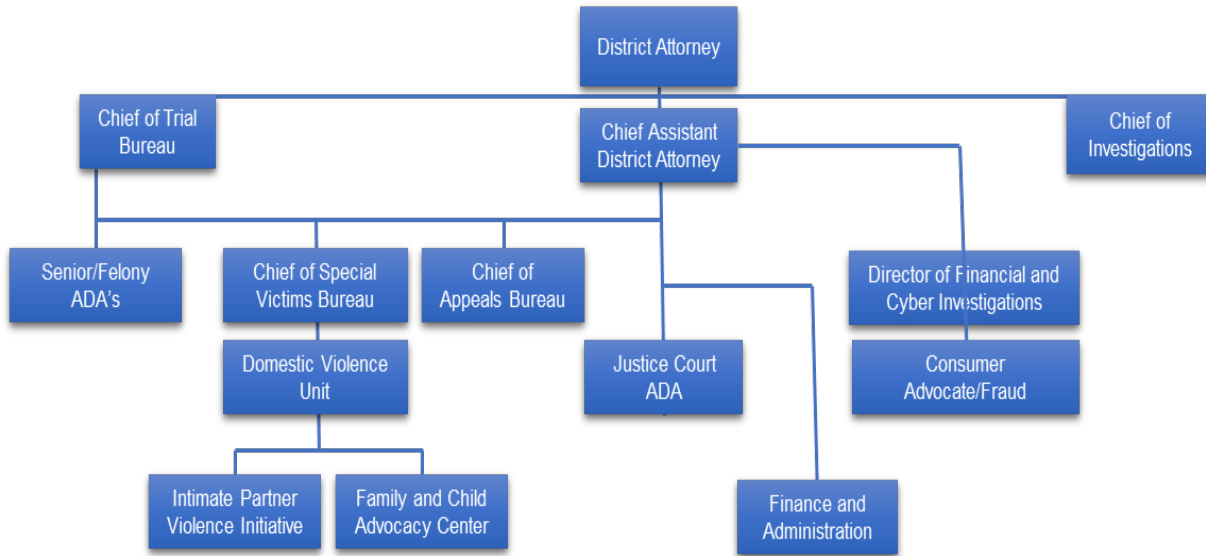 District Attorney
Chief of Trial
Bureau
Chief Assistant
District Attorney
Chief of
Investigations
Senior/Felony
ADA's
Chief of Special
Victims Bureau
Chief of
Appeals Bureau
Director of Financial and
Cyber Investigations
Domestic Violence
Unit
Justice Court
ADA
Consumer
Advocate/Fraud
Intimate Partner
Violence Initiative
Family and Child
Advocacy Center
Finance and
Administration